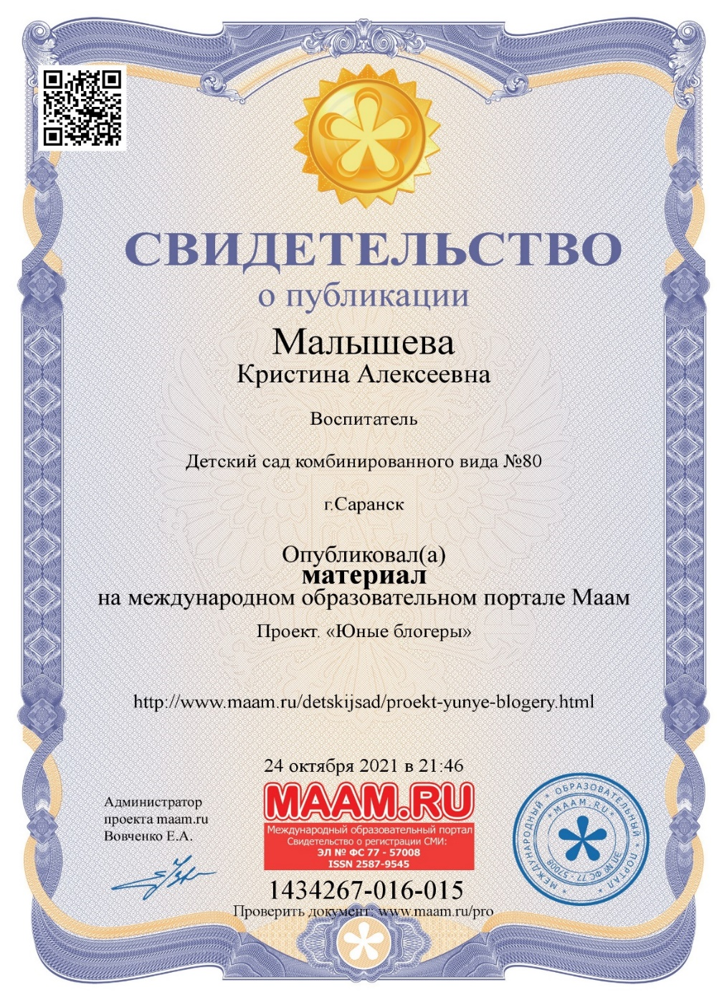 СВИДЕТЕЛЬСТВО
о публикации
Малышева
Кристина Алексеевна
Воспитатель
Детский сад комбинированного вида №80
г.Саранск
Опубликовал(а)
материал
на международном образовательном портале Маам
Проект. «Юные блогеры»
http://www.maam.ru/detskijsad/proekt-yunye-blogery.html
24 октября 2021 в 21:46
Администратор
проекта maam.ru
Вовченко Е.А.
MAAM.RU
Международный образовательный портал
Свидетельство о регистрации СМИ:
ЭЛ № ФС 77 - 57008
ISSN 2587-9545
1434267-016-015
Проверить документ: www.maam.ru/pro
* МЕЖДУНАРОДНЫЙ * ОБРАЗОВАТЕЛЬНЫЙ * ПОРТАЛ *
* MAAM.RU *
ЭЛ № ФС 77 - 57008